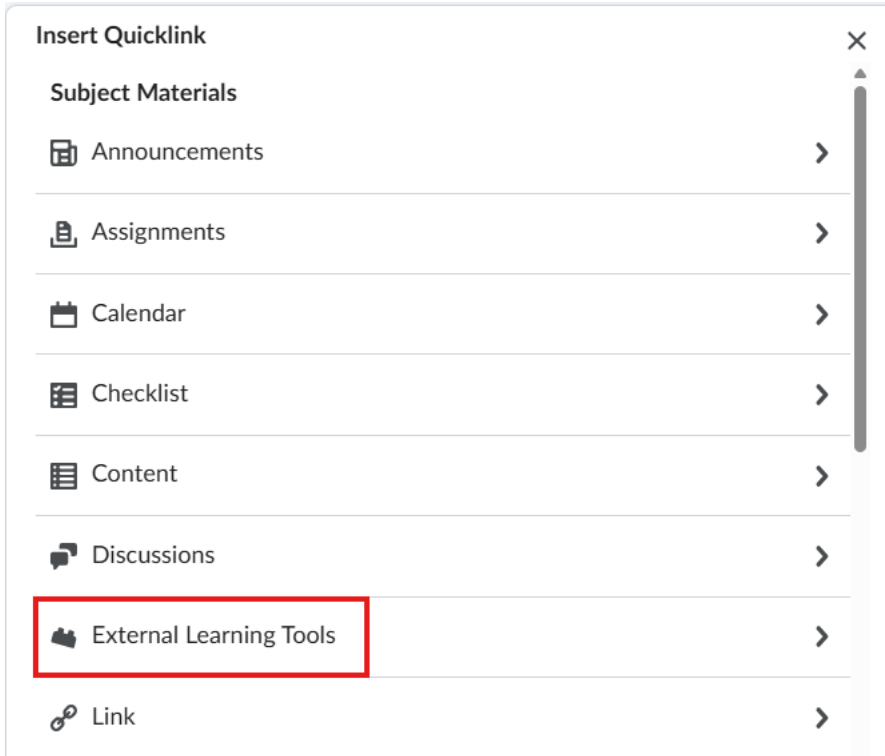 Insert Quicklink
Subject Materials
Announcements
Assignments
Calendar
Checklist
Content
Discussions
External Learning Tools
Link